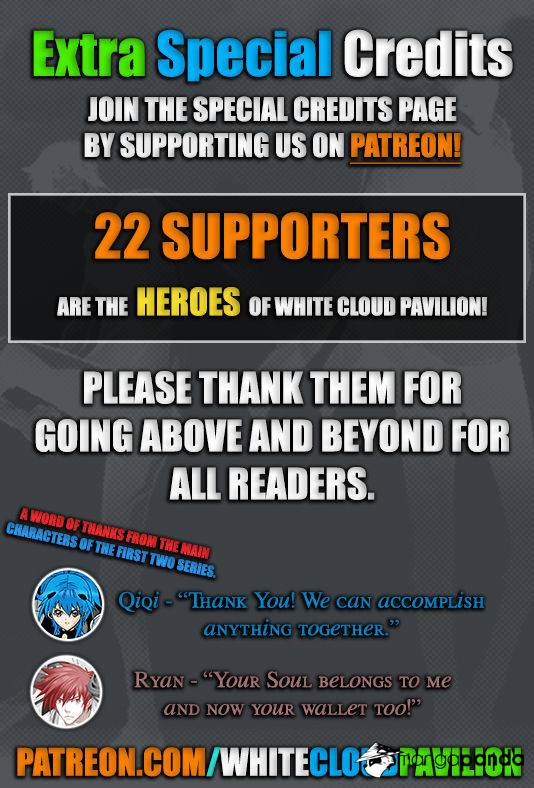 Extra Special Credits
JOIN THE SPECIAL CREDITS PAGE
BY SUPPORTING US ON PATREON!
22 SUPPORTERS
ARE THE HEROES OF WHITE CLOUD PAVILION!
PLEASE THANK THEM FOR
GOING ABOVE AND BEYOND FOR
ALL READERS.
A WORD OF THANKS FROM THE MAIN
CHARACTERS OF THE FIRST TWO SERIES.
QiQi - “Thank You! We can accomplish
anything together.”
Ryan - “Your Soul belongs to me
and now your wallet too!”
PATREON.COM/WHITECLOUDPAVILION
mangapanda